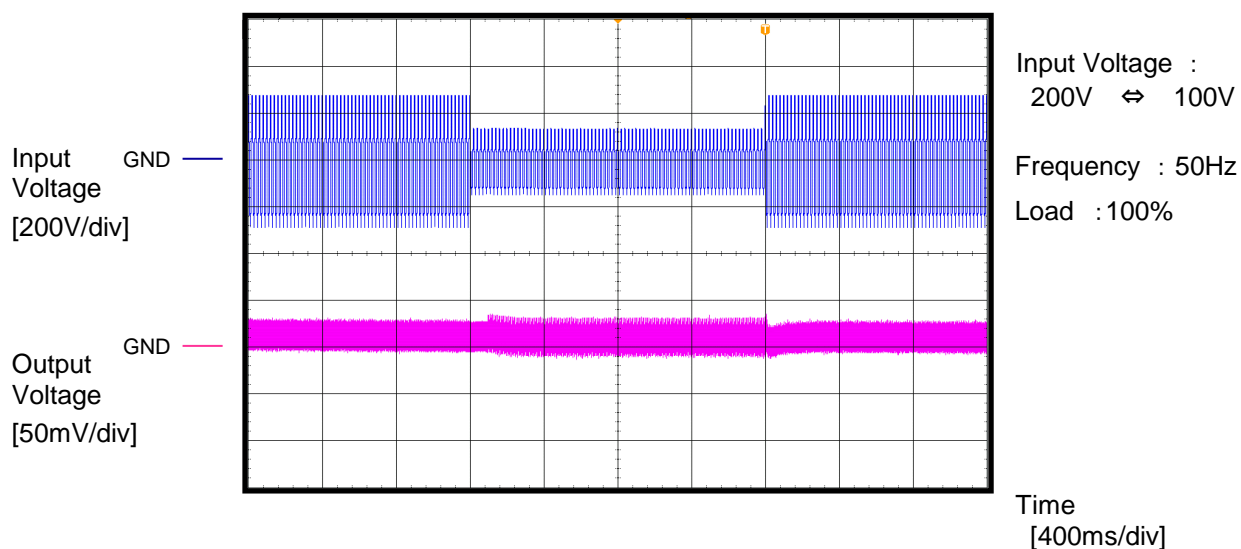 Input Voltage :
200V ⇔ 100V
Frequency : 50Hz
Load :100%
Input
Voltage
[200V/div]
GND
T
Output
Voltage
[50mV/div]
GND
Time
[400ms/div]